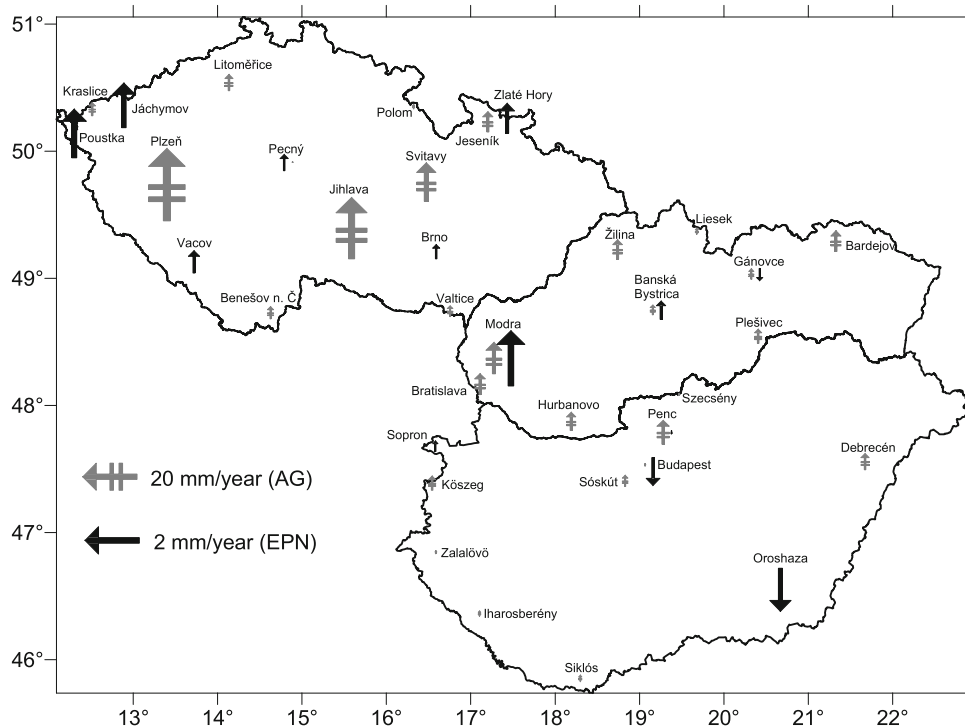 51°
Litoměřice
Kraslice
Zlaté Hory
Jáchymov
Polom
Poustka
Plzeň
Jeseník
50°
Pecný
Svitavy
Jihlava
Liesek
Žilina
Brno
Vacov
Bardejov
Gánovce
49°
Banská
Bystrica
Benešov n. Č
Valtice
Modra
Plešivec
Bratislava
48°
Hurbanovo
Szecsény
Penc
Sopron
Debrecén
Budapest
20 mm/year (AG)
Köszeg
Sóskút
47°
2 mm/year (EPN)
Zalalövö
Oroshaza
Iharosberény
46°
Siklós
13° 14° 15° 16° 17° 18° 19° 20° 21° 22°